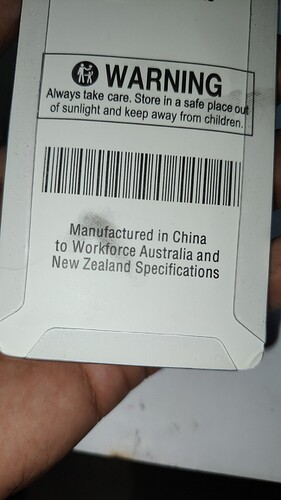 WARNING
Always take care. Store in a safe place out
of sunlight and keep away from children.
Manufactured in China
to Workforce Australia and
New Zealand Specifications